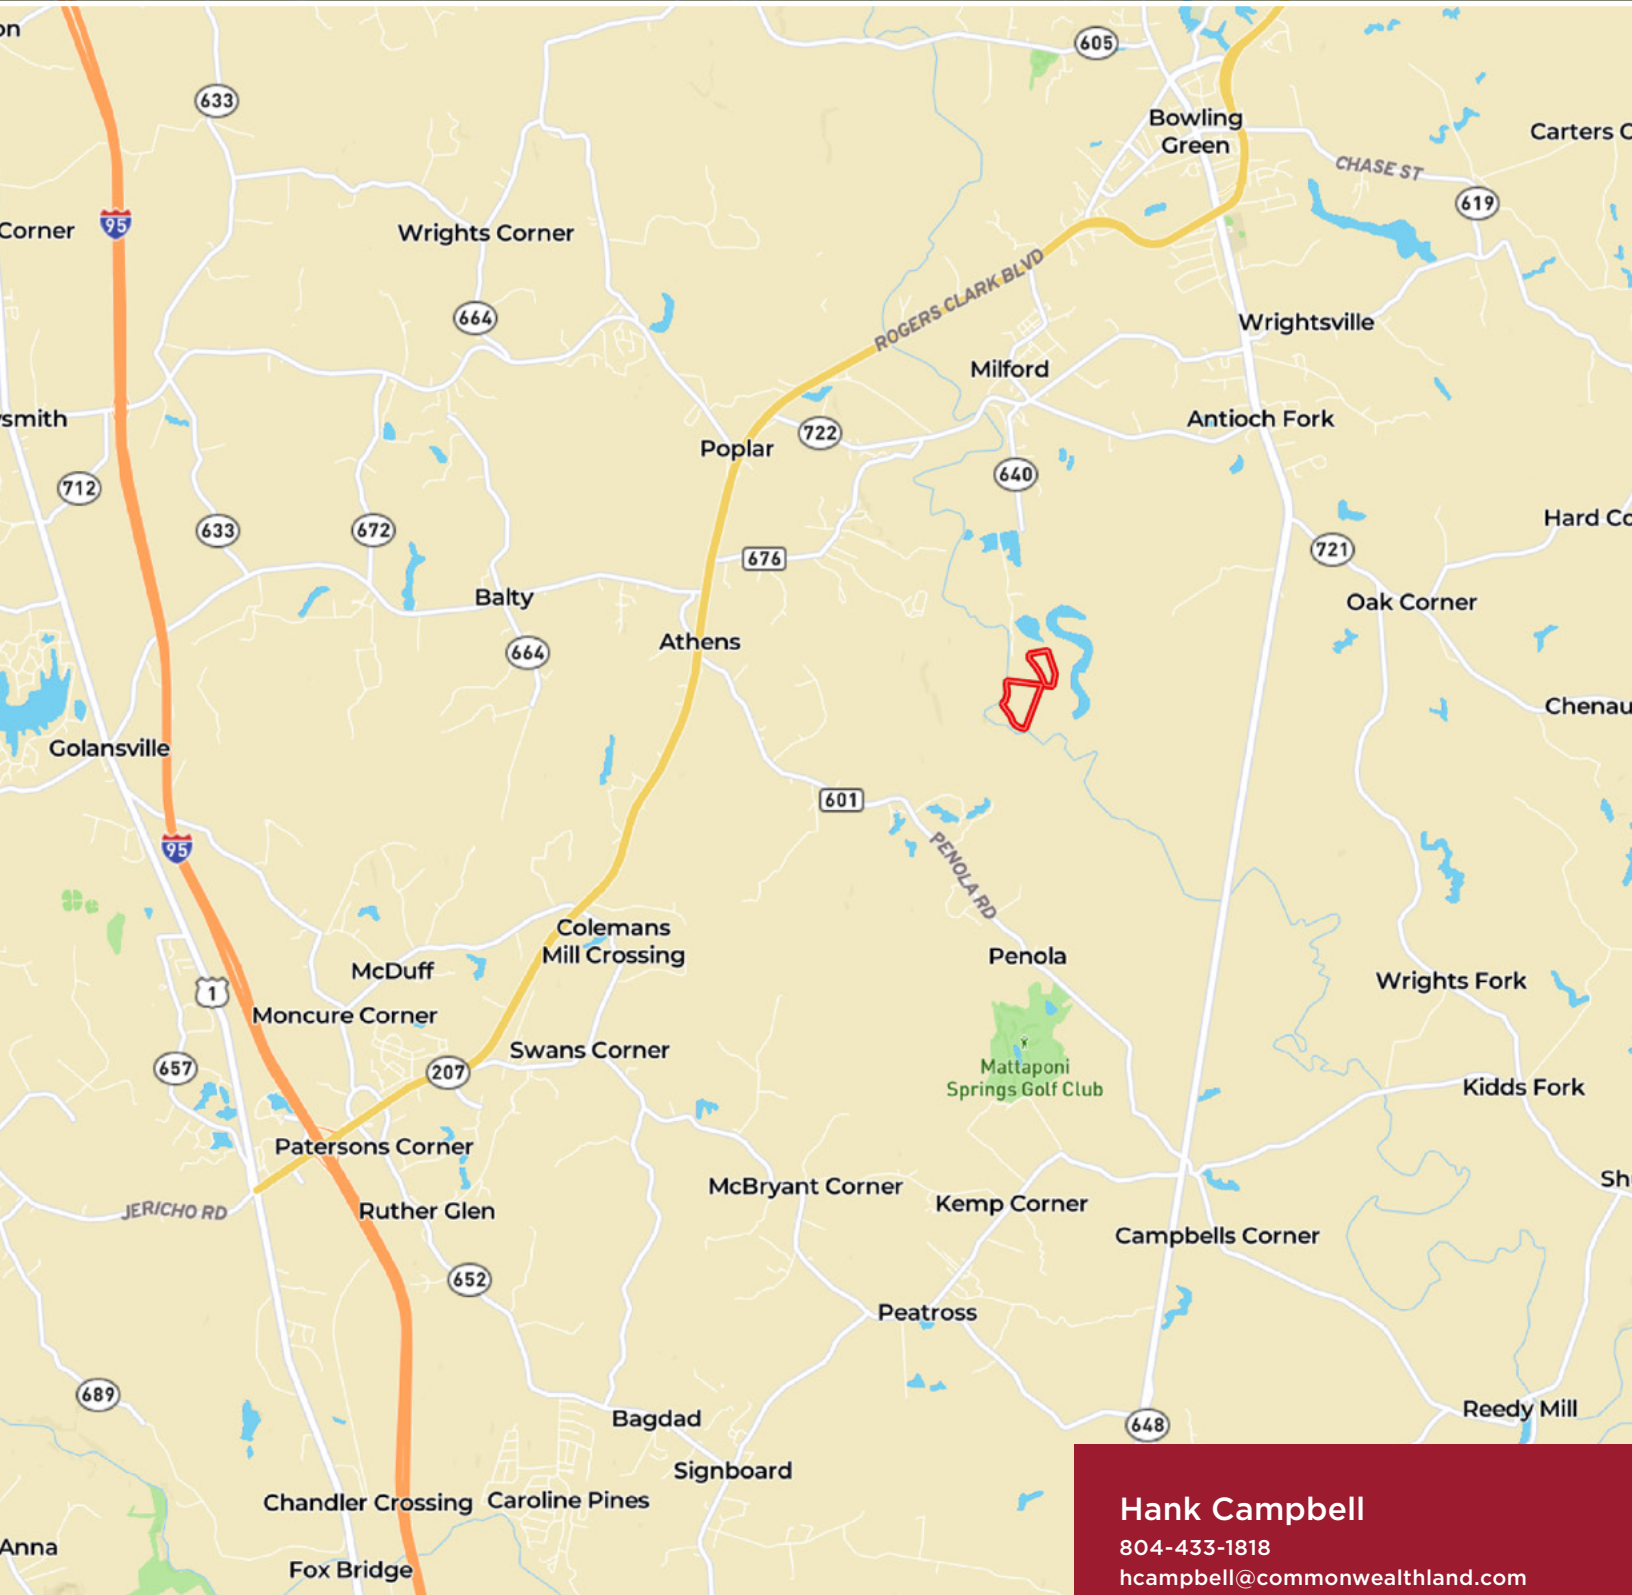 on
605
633
Bowling
Green
Carters C
CHASE ST
619
Corner
95
Wrights Corner
ROGERS CLARK BLVD
664
Wrightsville
Milford
smith
722
Antioch Fork
Poplar
640
712
633
672
Hard Co
676
721
Balty
Oak Corner
Athens
664
Chenau
Golansville
601
95
PENOLA RD
Colemans
Mill Crossing
Penola
McDuff
Wrights Fork
1
Moncure Corner
Swans Corner
657
207
Mattaponi
Springs Golf Club
Kidds Fork
Patersons Corner
McBryant Corner
Sh
Kemp Corner
JERICHO RD
Ruther Glen
Campbells Corner
652
Peatross
689
Bagdad
648
Reedy Mill
Signboard
Chandler Crossing
Caroline Pines
Hank Campbell
804-433-1818
hcampbell@commonwealthland.com
Anna
Fox Bridge